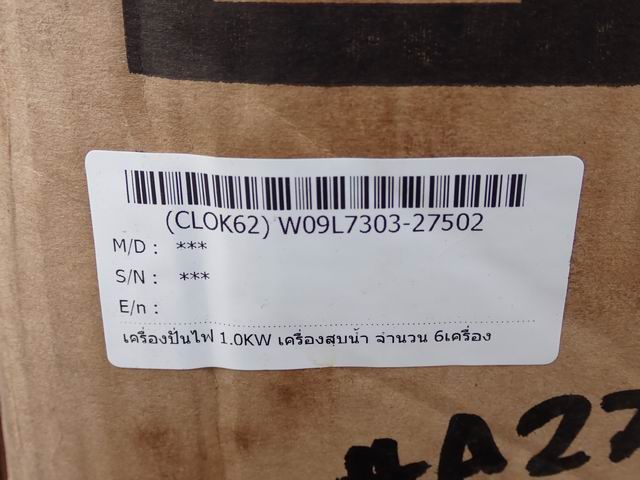 (CLOK62) W09L7303-27502
M/D : ***
S/N : ***
E/n :
เครื่องปั่นไฟ 1.0KW เครื่องสูบน้ำ จำนวน 6เครื่อง
#A22